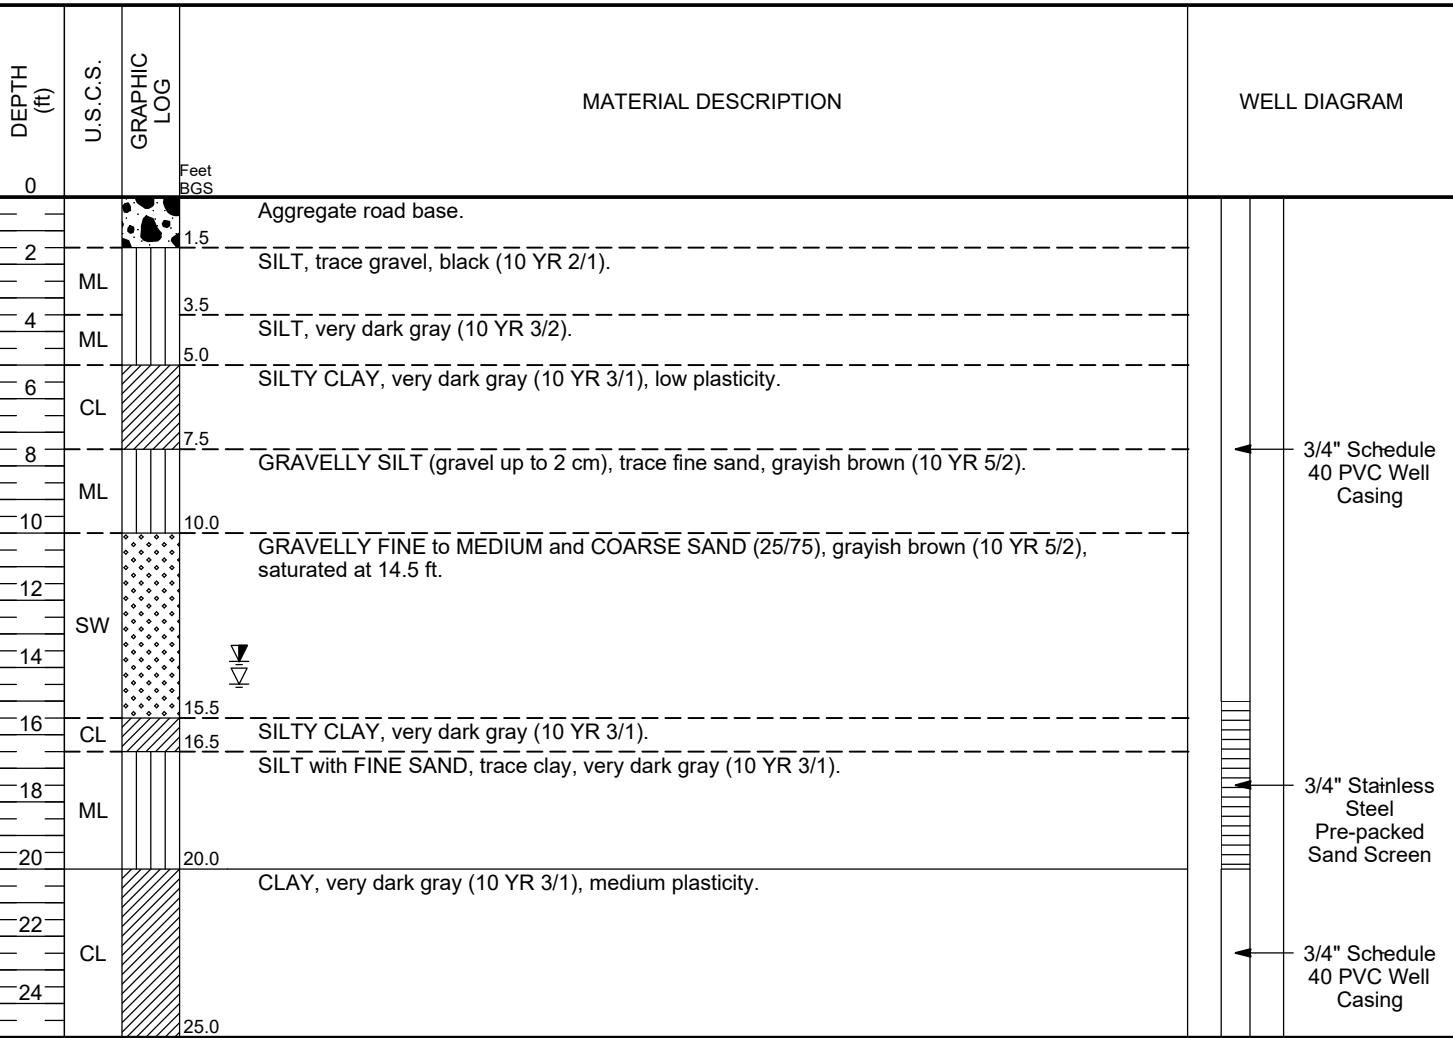 DEPTH
(ft)
U.S.C.S.
GRAPHIC
LOG
MATERIAL DESCRIPTION
WELL DIAGRAM
Feet
BGS
0
Aggregate road base.
1.5
2
SILT, trace gravel, black (10 YR 2/1).
ML
3.5
4
SILT, very dark gray (10 YR 3/2).
ML
5.0
6
SILTY CLAY, very dark gray (10 YR 3/1), low plasticity.
CL
7.5
8
GRAVELLY SILT (gravel up to 2 cm), trace fine sand, grayish brown (10 YR 5/2).
3/4" Schedule
40 PVC Well
Casing
ML
10
10.0
GRAVELLY FINE to MEDIUM and COARSE SAND (25/75), grayish brown (10 YR 5/2),
saturated at 14.5 ft.
12
SW
14
15.5
16
SILTY CLAY, very dark gray (10 YR 3/1).
CL
16.5
SILT with FINE SAND, trace clay, very dark gray (10 YR 3/1).
18
ML
3/4" Stainless
Steel
Pre-packed
Sand Screen
20
20.0
CLAY, very dark gray (10 YR 3/1), medium plasticity.
22
CL
3/4" Schedule
40 PVC Well
Casing
24
25.0